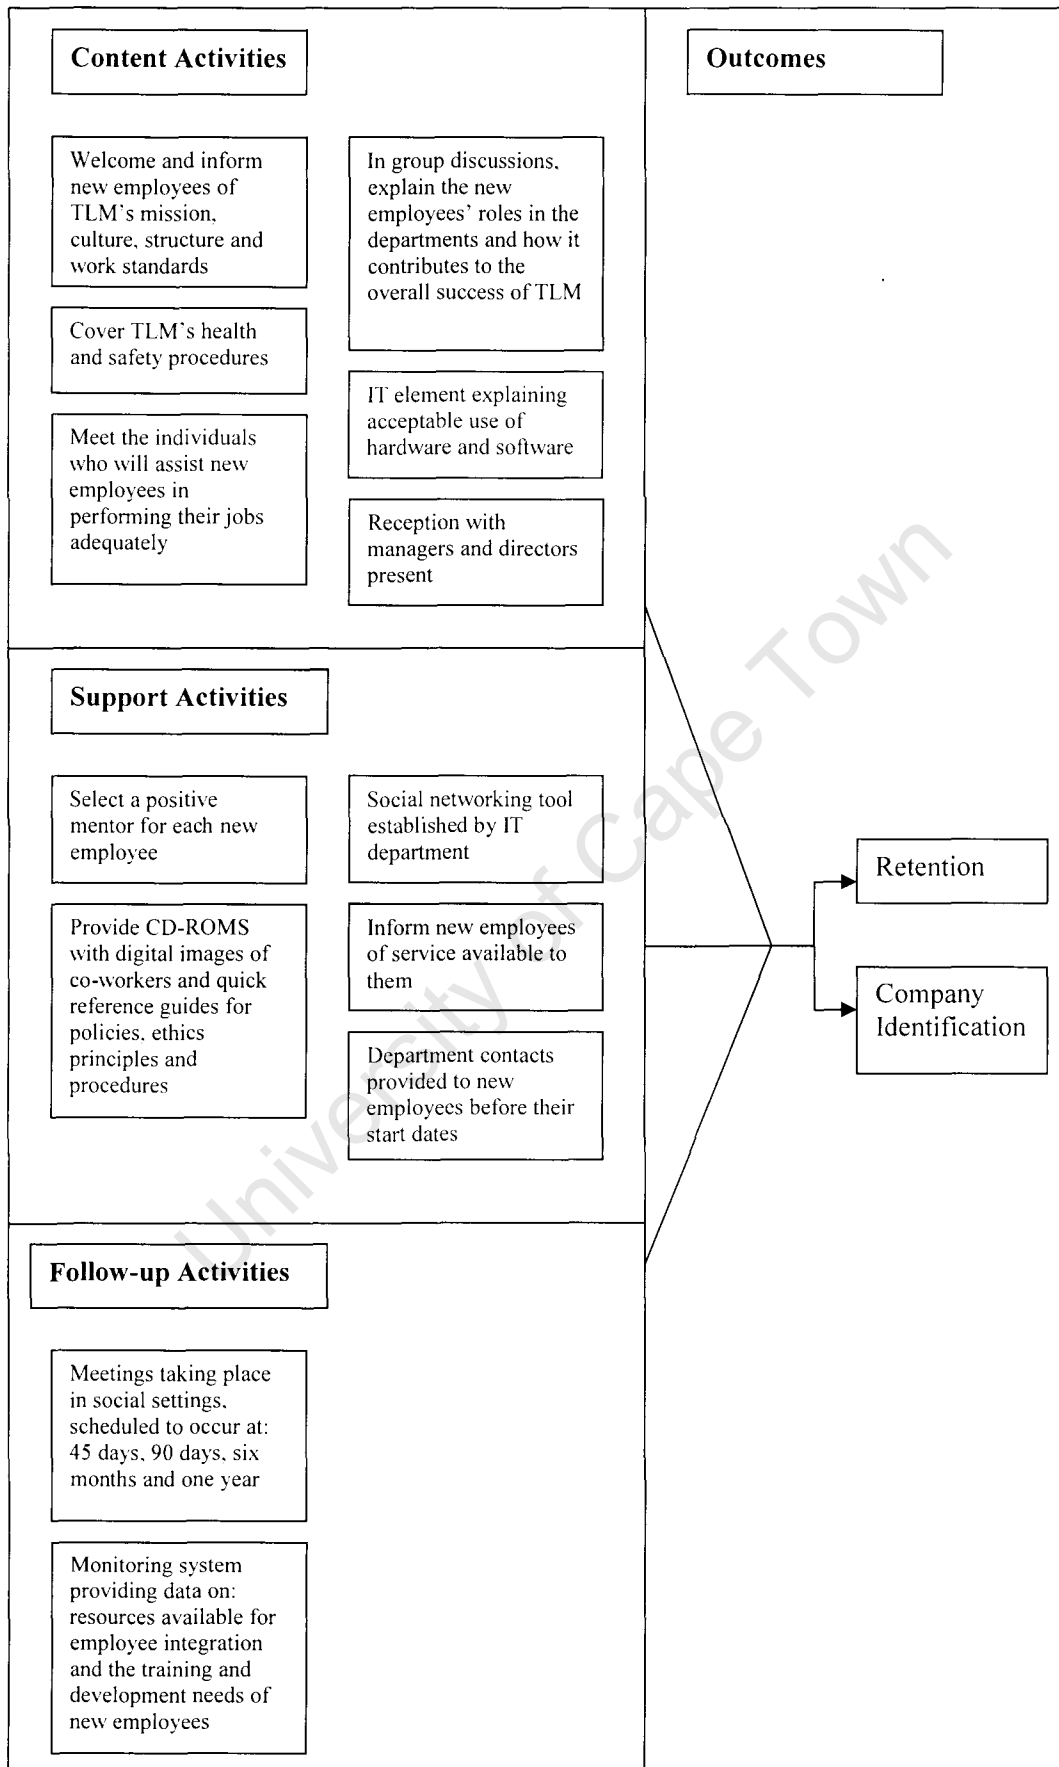 Content Activities
Welcome and inform
new employees of
TLM's mission,
culture, structure and
work standards
Cover TLM's health
and safety procedures
Meet the individuals
who will assist new
employees in
performing their jobs
adequately
In group discussions,
explain the new
employees' roles in the
departments and how it
contributes to the
overall success of TLM
IT element explaining
acceptable use of
hardware and software
Reception with
managers and directors
present
Support Activities
Select a positive
mentor for each new
employee
Provide CD-ROMS
with digital images of
co-workers and quick
reference guides for
policies, ethics
principles and
procedures
Social networking tool
established by IT
department
Inform new employees
of service available to
them
Department contacts
provided to new
employees before their
start dates
Follow-up Activities
Meetings taking place
in social settings,
scheduled to occur at:
45 days, 90 days, six
months and one year
Monitoring system
providing data on:
resources available for
employee integration
and the training and
development needs of
new employees
Outcomes
Retention
Company
Identification
University of Cape Town